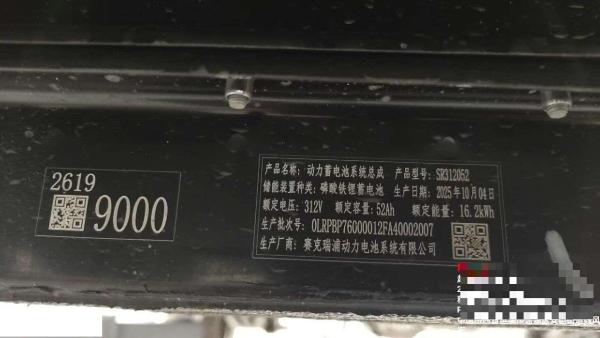 2619
9000
产品名称：动力蓄电池系统总成 产品型号：SR312052
储能装置种类：磷酸铁锂蓄电池 生产日期：2025年10月04日
额定电压：312V 额定容量：52Ah 额定能量：16.2kWh
生产批次号：0LRPBP76000012FA40002007
生产厂商：赛克瑞浦动力电池系统有限公司